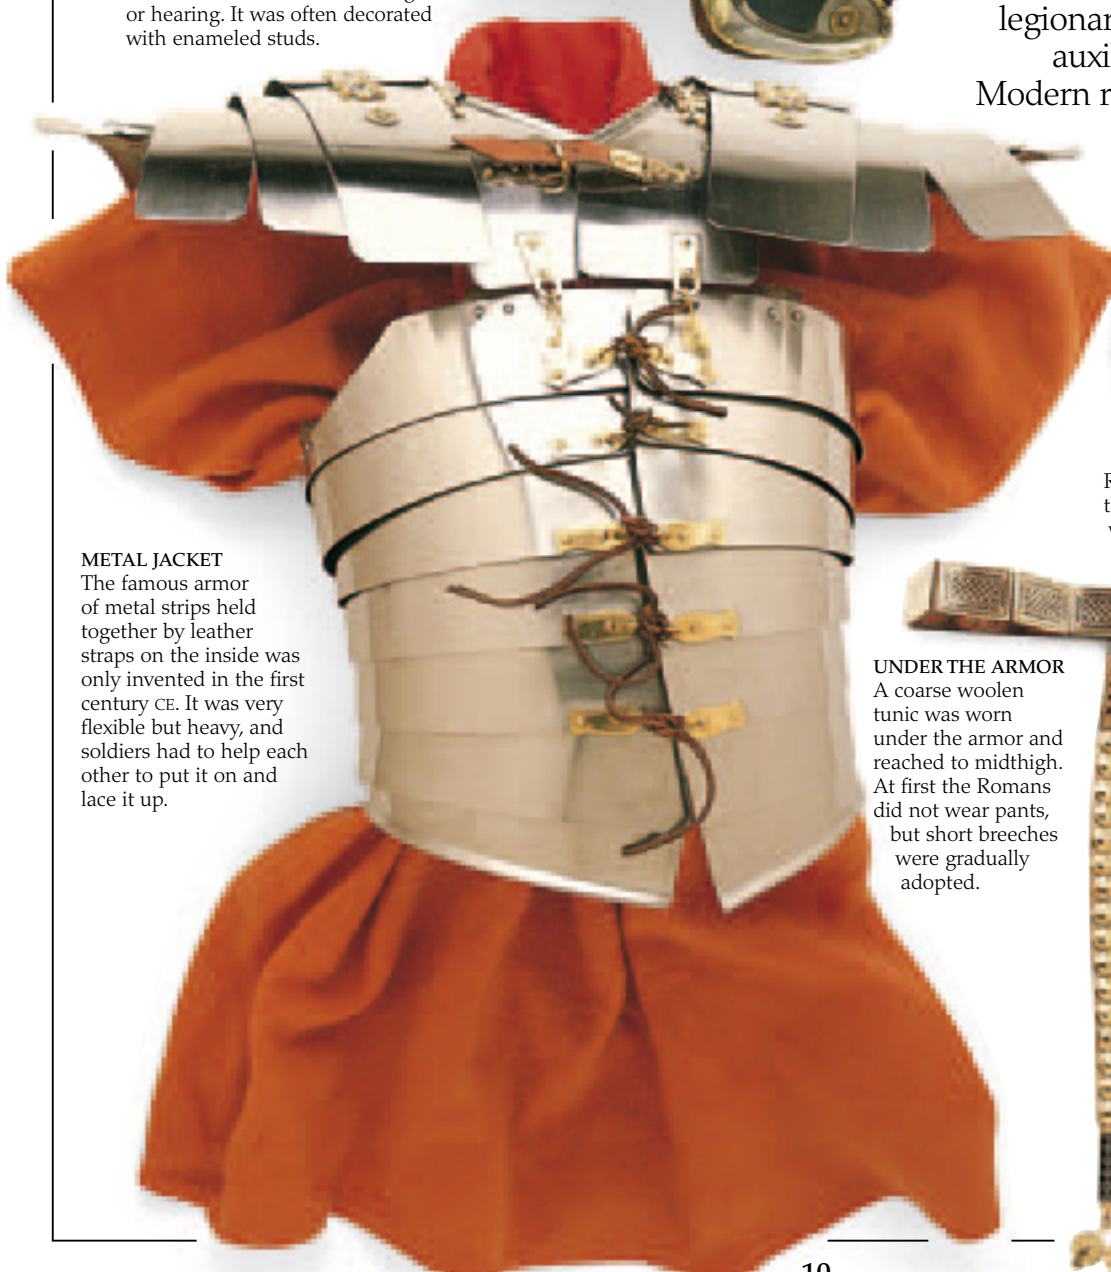 or hearing. It was often decorated
with enameled studs.
legionar
auxi
Modern r
METAL JACKET
The famous armor
of metal strips held
together by leather
straps on the inside was
only invented in the first
century CE. It was very
flexible but heavy, and
soldiers had to help each
other to put it on and
lace it up.
UNDER THE ARMOR
A coarse woolen
tunic was worn
under the armor and
reached to midthigh.
At first the Romans
did not wear pants,
but short breeches
were gradually
adopted.